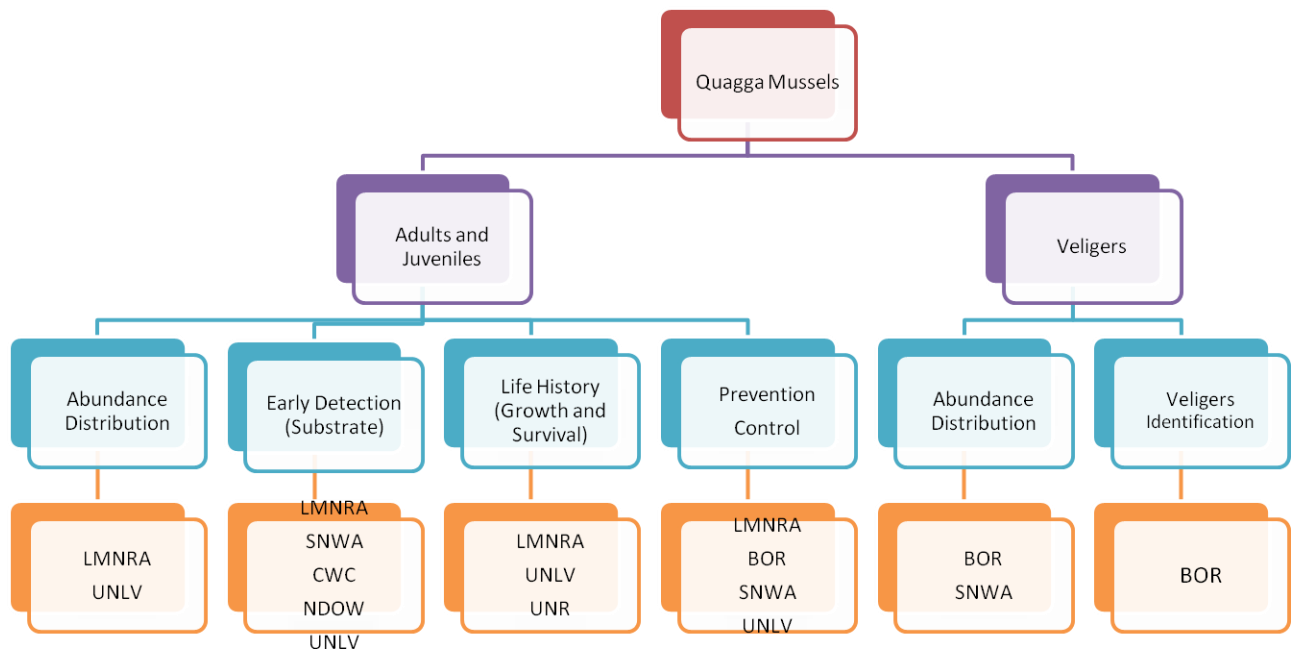 Quagga Mussels
Adults and
Juveniles
Veligers
Abundance
Distribution
Early Detection
(Substrate)
Life History
(Growth and
Survival)
Prevention
Control
Abundance
Distribution
Veligers
Identification
LMNRA
UNLV
LMNRA
SNWA
CWC
NDOW
UNLV
LMNRA
UNLV
UNR
LMNRA
BOR
SNWA
UNLV
BOR
SNWA
BOR